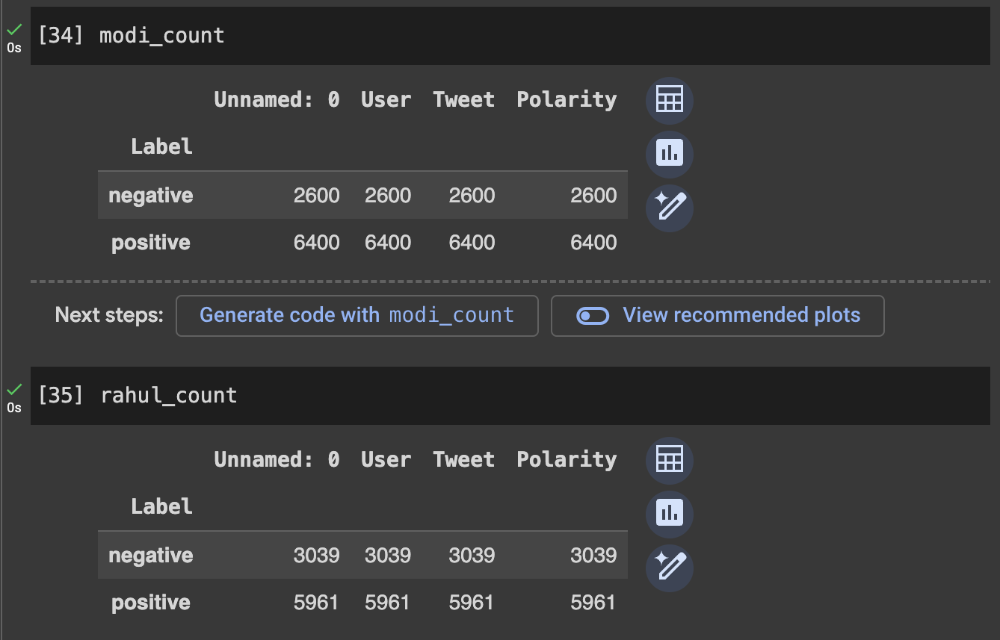 [34] modi_count
0s
Unnamed: 0 User Tweet Polarity
Label
negative 2600 2600 2600 2600
positive 6400 6400 6400 6400
Next steps: Generate code with modi_count View recommended plots
[35] rahul_count
0s
Unnamed: 0 User Tweet Polarity
Label
negative 3039 3039 3039 3039
positive 5961 5961 5961 5961